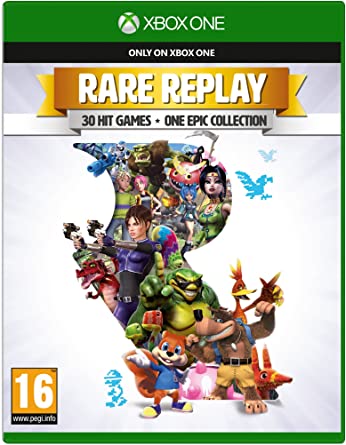 XBOX ONE
ONLY ON XBOX ONE
RARE REPLAY
30 HIT GAMES • ONE EPIC COLLECTION
16
www.pegi.info